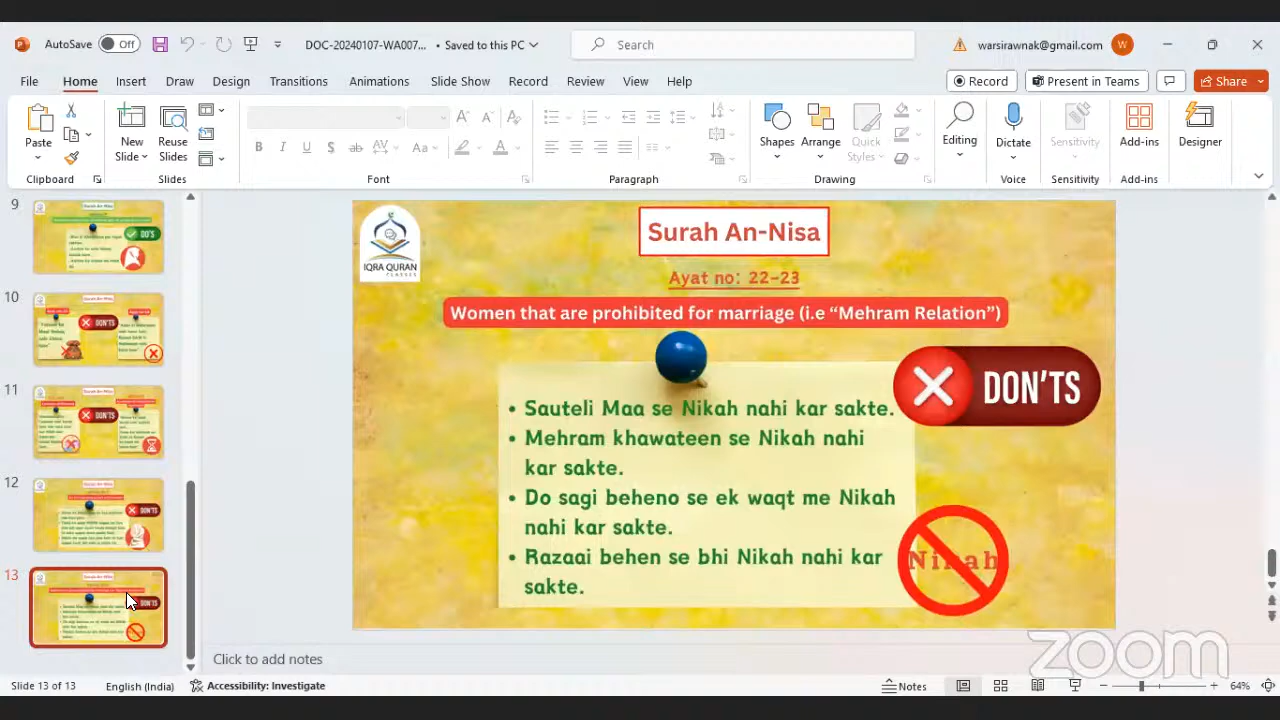 AutoSave Off DOC-20240107-WA007... • Saved to this PC Search warsirawnak@gmail.com W
File Home Insert Draw Design Transitions Animations Slide Show Record Review View Help Record Present in Teams Share
Paste New Slide Reuse Slides Shapes Arrange Quick Styles Editing Dictate Sensitivity Add-ins Designer
Clipboard Slides Font Paragraph Drawing Voice Sensitivity Add-ins
9
10
11
12
13
IQRA QURAN
CLASSES
Surah An-Nisa
Ayat no: 22-23
Women that are prohibited for marriage (i.e “Mehram Relation”)
DON'TS
• Sauteli Maa se Nikah nahi kar sakte.
• Mehram khawateen se Nikah nahi
kar sakte.
Do sagi beheno se ek waqt me Nikah
nahi kar sakte.
• Razaai behen se bhi Nikah nahi kar
sakte.
Nikah
Click to add notes
zoom
Slide 13 of 13 English (India) Accessibility: Investigate Notes 64%